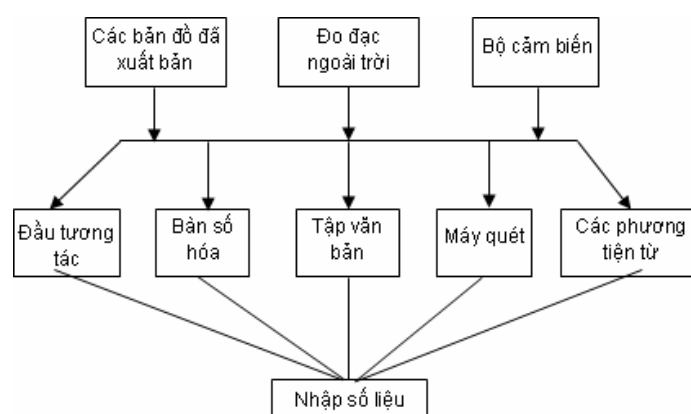 Các bản đồ đã
xuất bản
Đo đạc
ngoài trời
Bộ cảm biến
Đầu tương
tác
Bàn số
hóa
Tập văn
bản
Máy quét
Các phương
tiện từ
Nhập số liệu